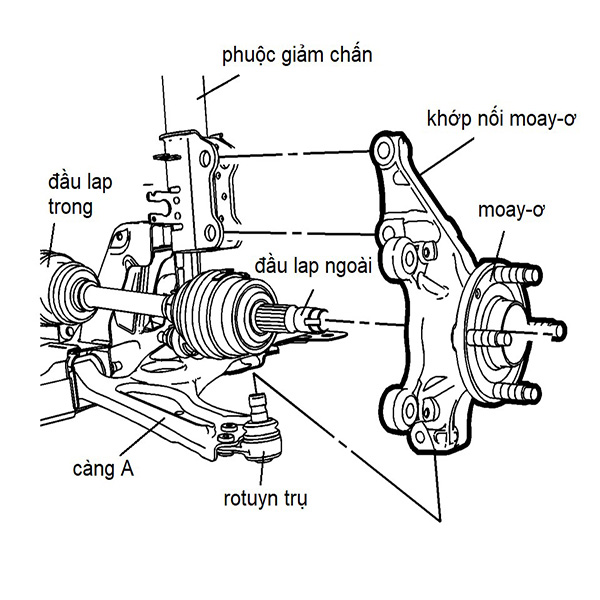 phuộc giảm chấn
khớp nối moay-ơ
đầu lap
trong
moay-ơ
đầu lap ngoài
càng A
rotuyn trụ